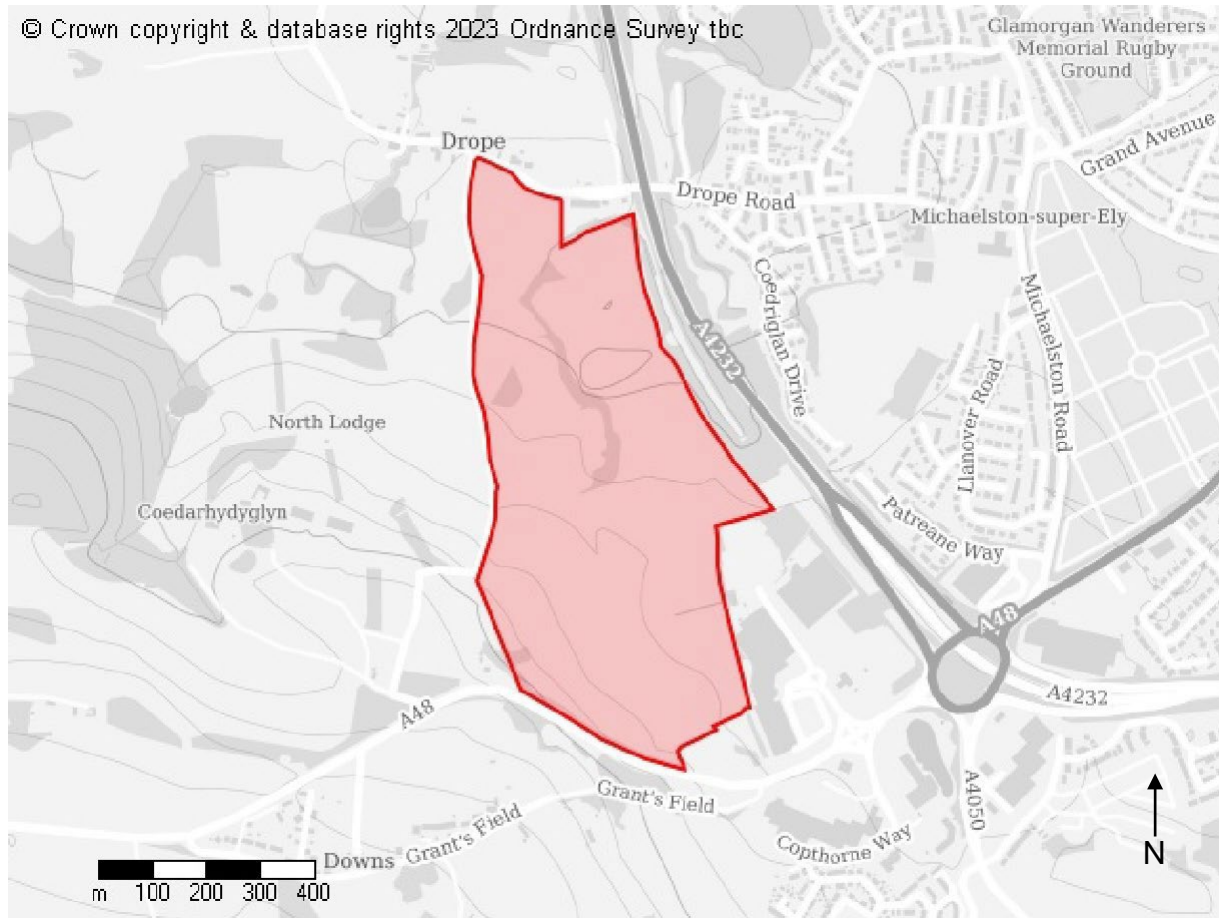 © Crown copyright & database rights 2023 Ordnance Survey tbc
Glamorgan Wanderers
Memorial Rugby
Ground
Grand Avenue
Drope
Drope Road
Michaelston-super-Ely
Coedriglan Drive
Michaelston Road
A4232
Llanover Road
North Lodge
Coedarhydyglyn
Patreane Way
A48
A4232
A48
Grant's Field
A4050
Grant's Field
Copthorne Way
Downs
m 100 200 300 400
N